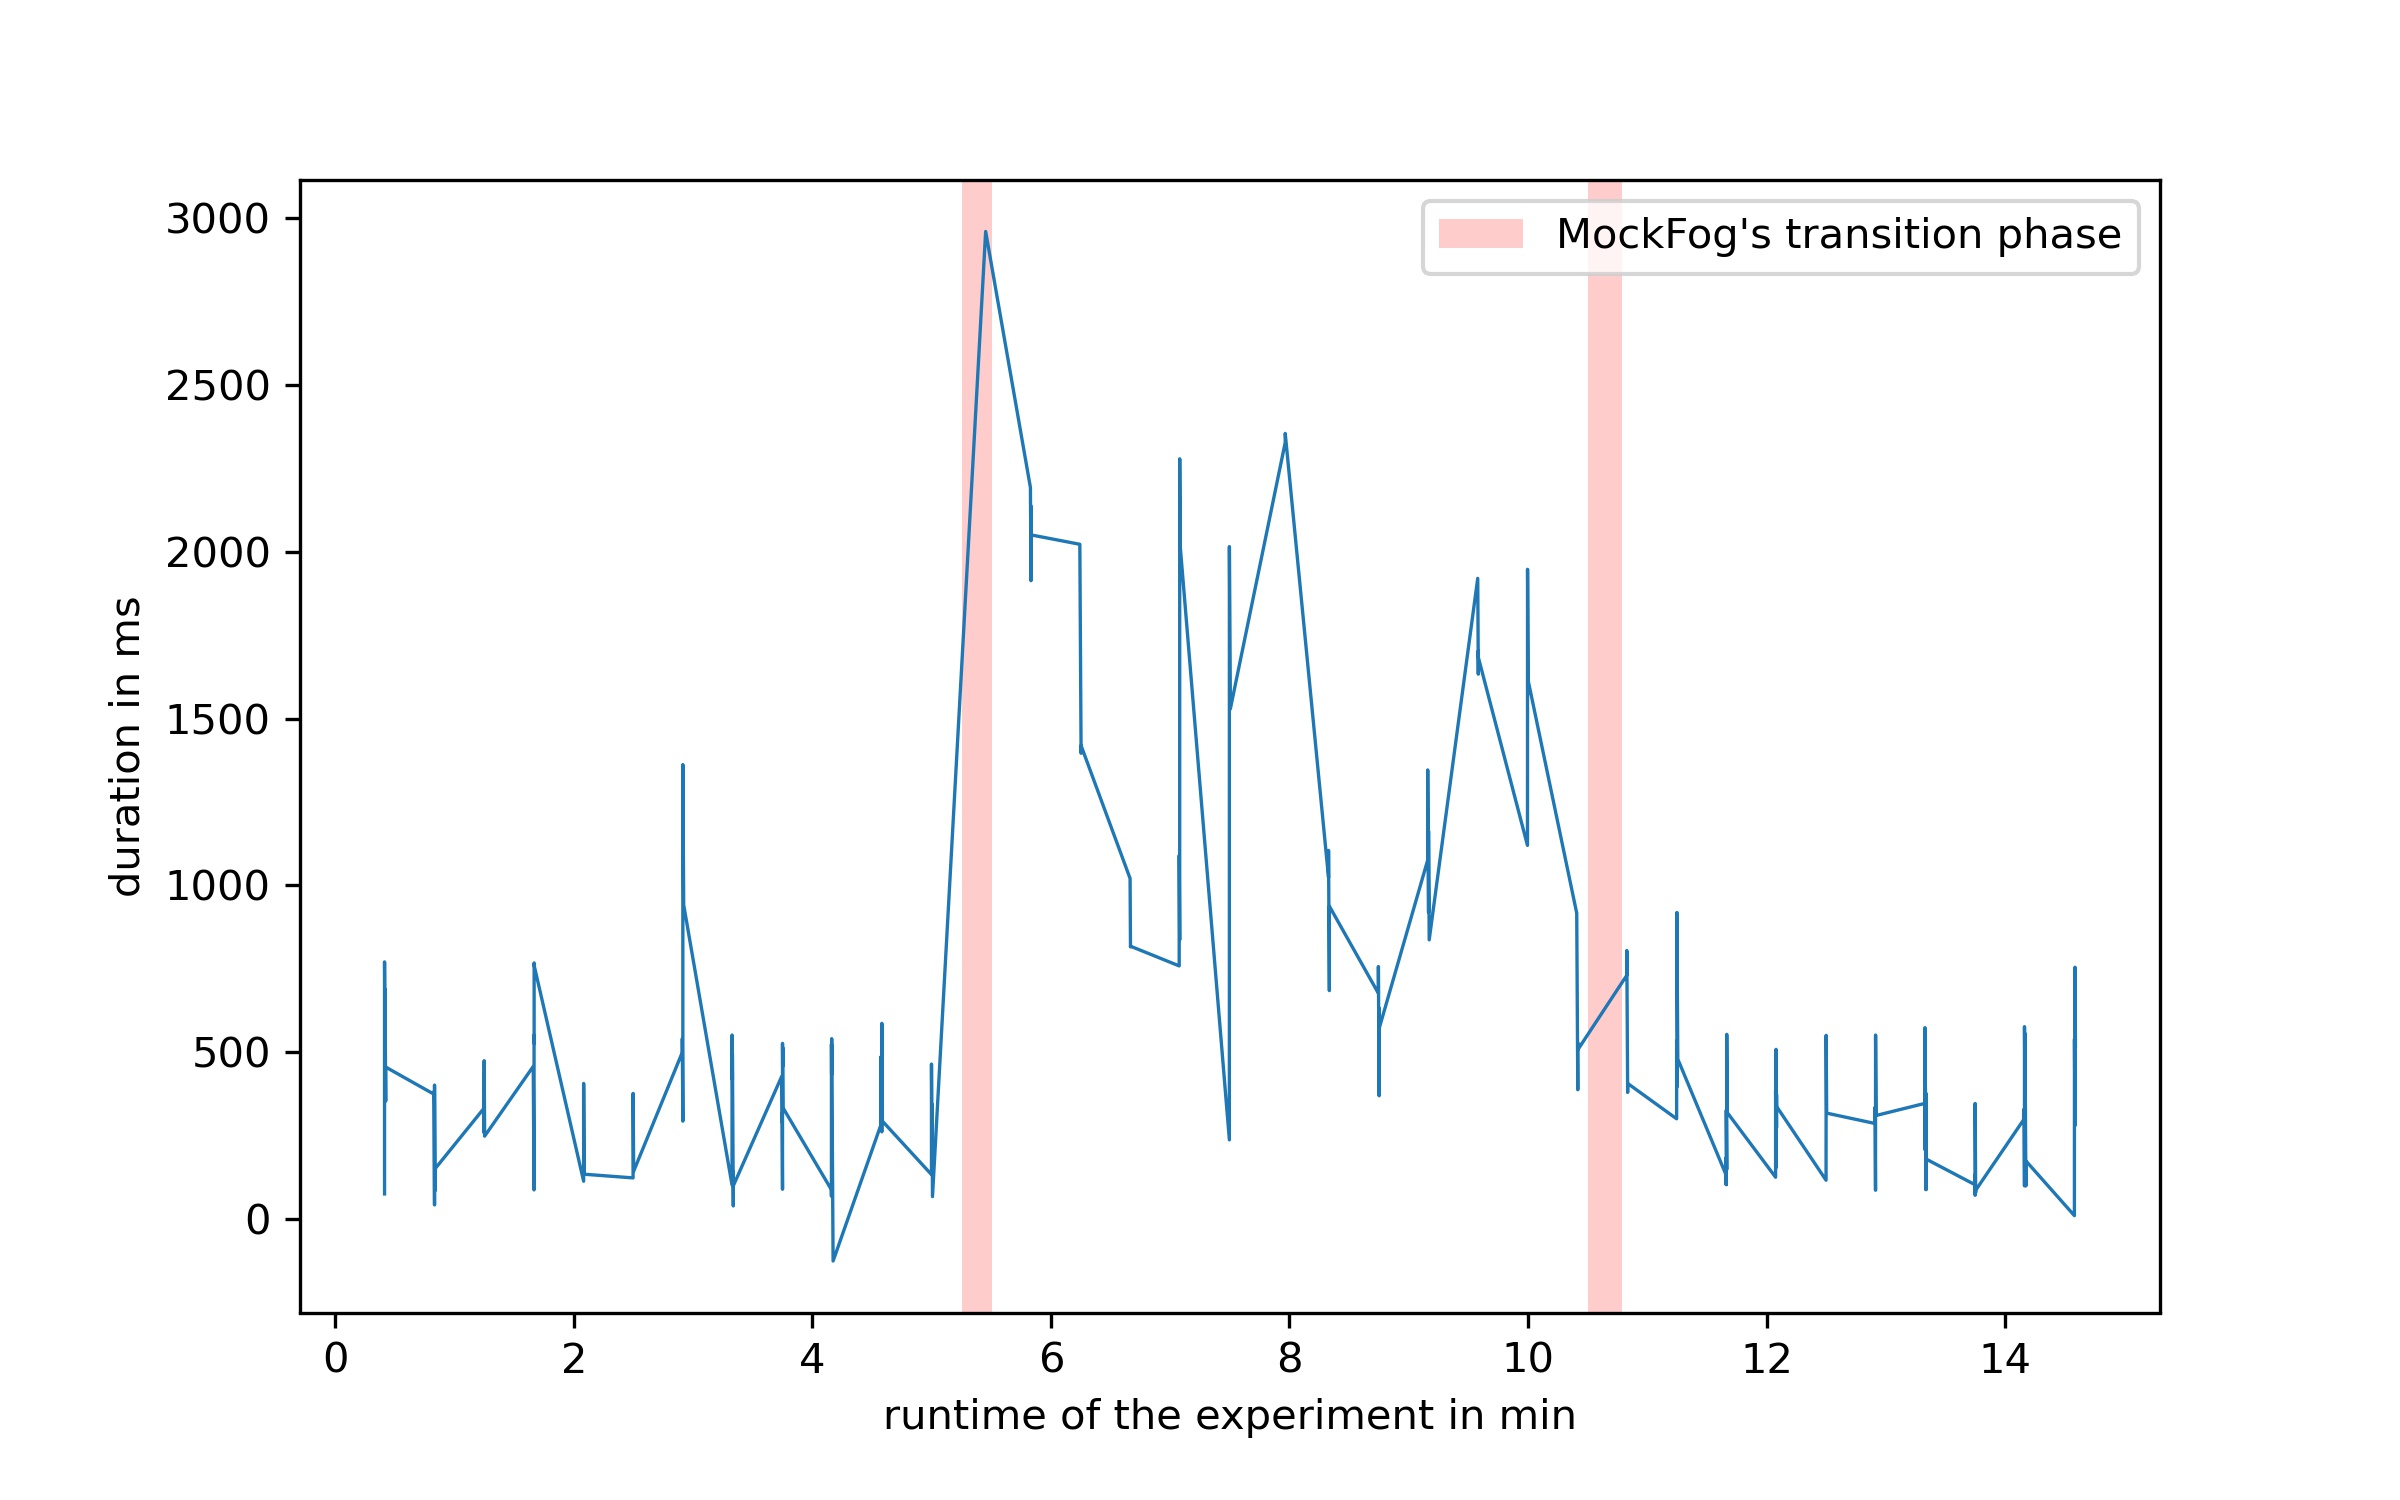 MockFog's transition phase
3000
2500
2000
1500
1000
500
0
duration in ms
0 2 4 6 8 10 12 14
runtime of the experiment in min